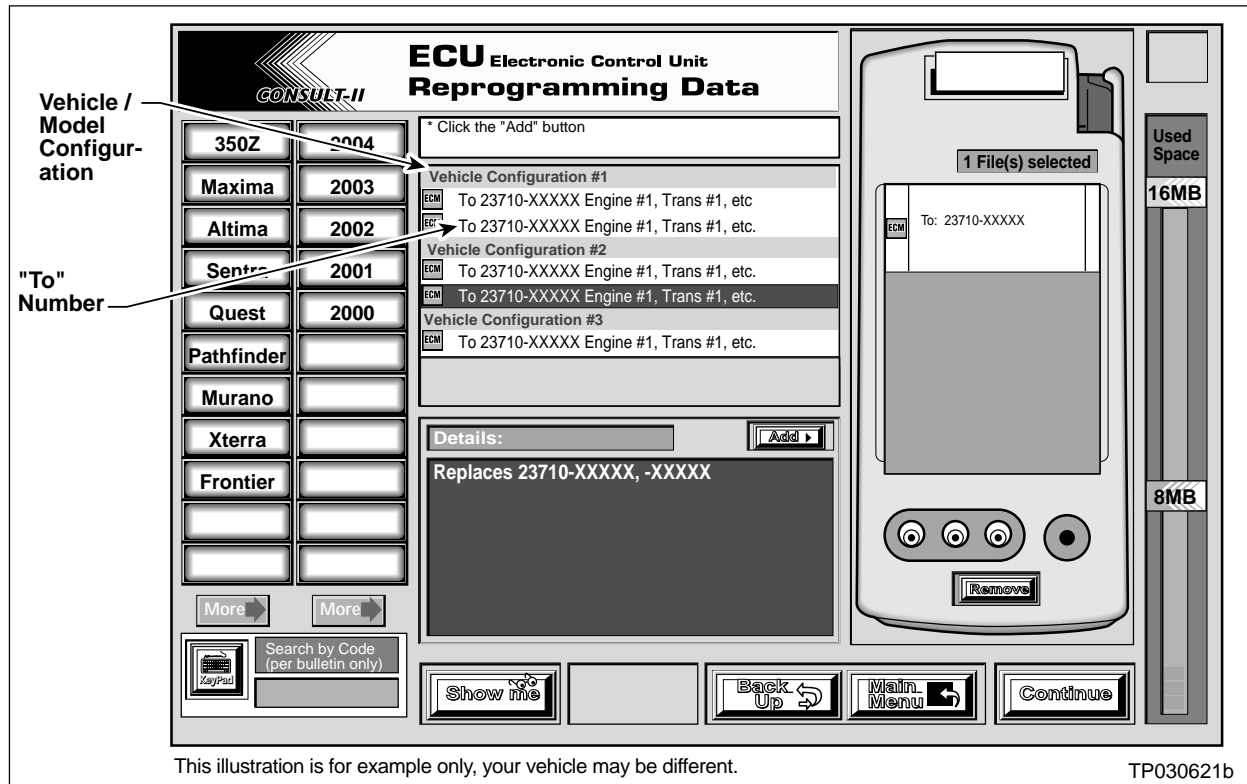 CONSULT-II
ECU Electronic Control Unit
Reprogramming Data
Vehicle /
Model
Configur-
ation
"To"
Number
350Z
Maxima
Altima
Sentra
Quest
Pathfinder
Murano
Xterra
Frontier
More
2004
2003
2002
2001
2000
More
KeyPad
Search by Code
(per bulletin only)
* Click the "Add" button
Vehicle Configuration #1
ECM To 23710-XXXXX Engine #1, Trans #1, etc
ECM To 23710-XXXXX Engine #1, Trans #1, etc.
Vehicle Configuration #2
ECM To 23710-XXXXX Engine #1, Trans #1, etc.
ECM To 23710-XXXXX Engine #1, Trans #1, etc.
Vehicle Configuration #3
ECM To 23710-XXXXX Engine #1, Trans #1, etc.
Details:
Add
Replaces 23710-XXXXX, -XXXXX
1 File(s) selected
ECM To: 23710-XXXXX
Remove
Used
Space
16MB
8MB
Show me
Back
Up
Main
Menu
Continue
This illustration is for example only, your vehicle may be different.
TP030621b